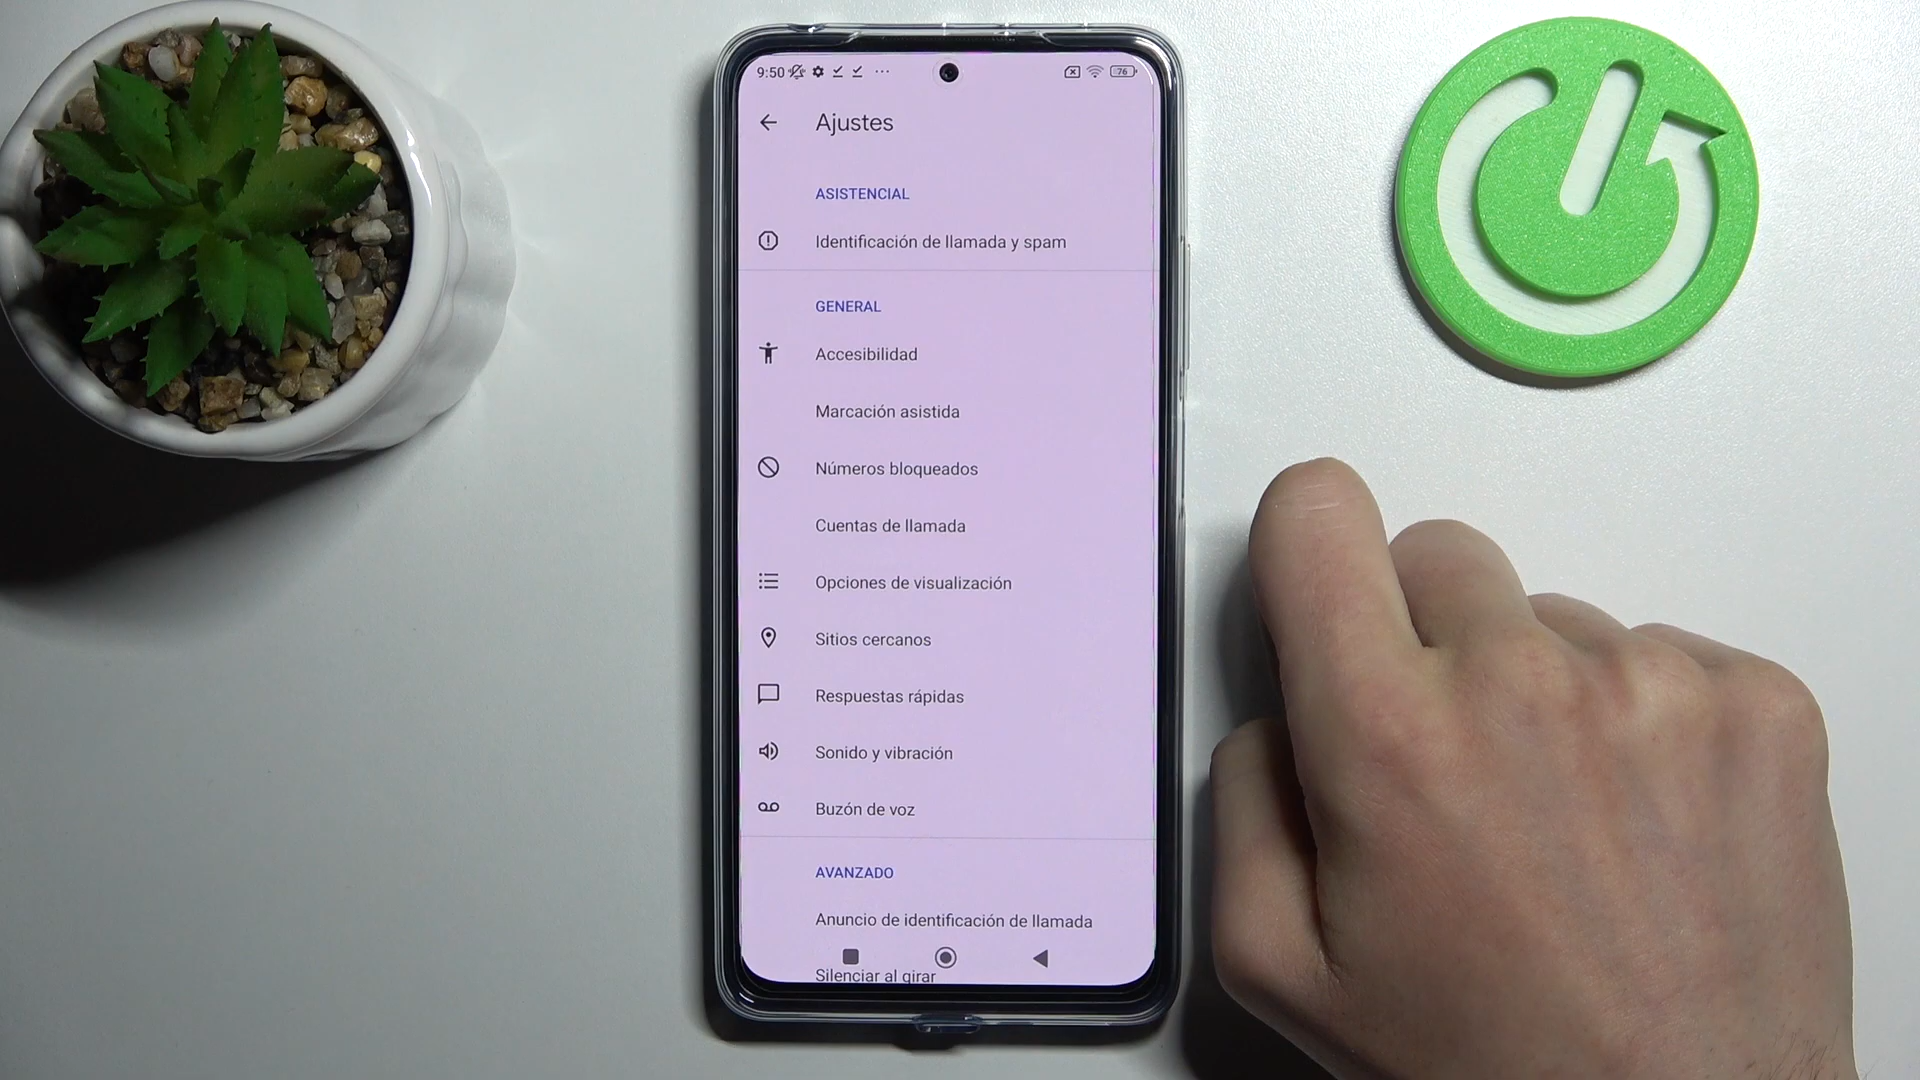 9:50 76
Ajustes
ASISTENCIAL
Identificación de llamada y spam
GENERAL
Accesibilidad
Marcación asistida
Números bloqueados
Cuentas de llamada
Opciones de visualización
Sitios cercanos
Respuestas rápidas
Sonido y vibración
Buzón de voz
AVANZADO
Anuncio de identificación de llamada
Silenciar al girar